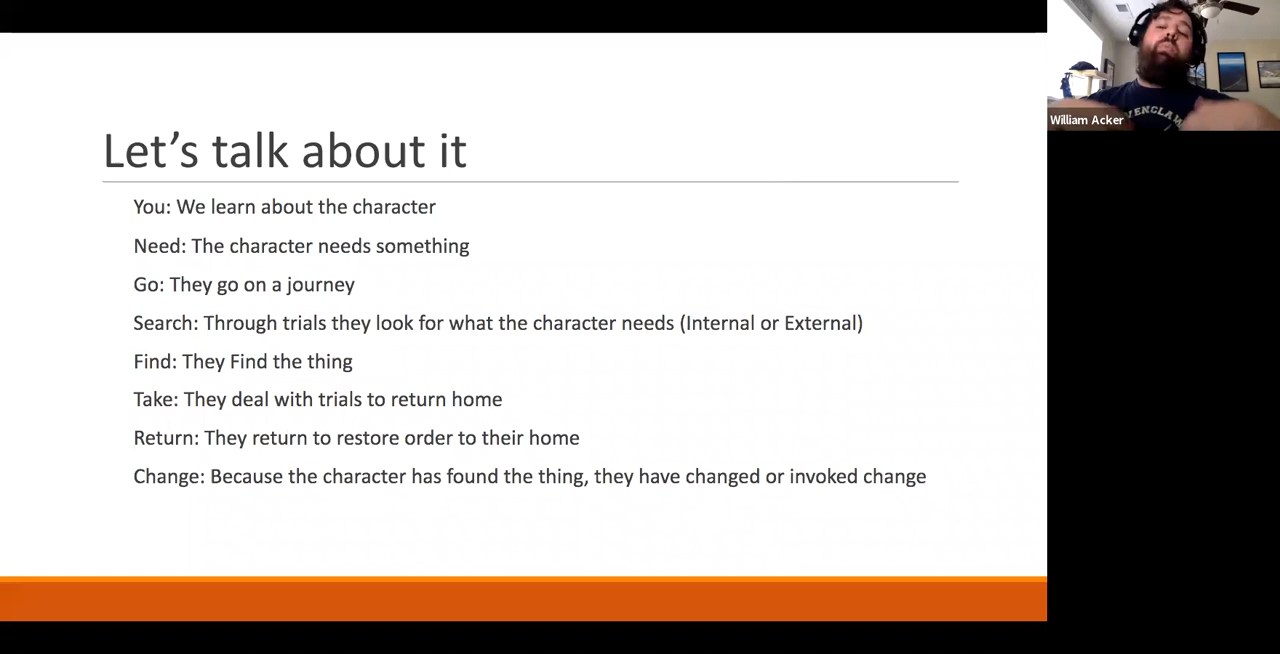 Let's talk about it
You: We learn about the character
Need: The character needs something
Go: They go on a journey
Search: Through trials they look for what the character needs (Internal or External)
Find: They Find the thing
Take: They deal with trials to return home
Return: They return to restore order to their home
Change: Because the character has found the thing, they have changed or invoked change
William Acker